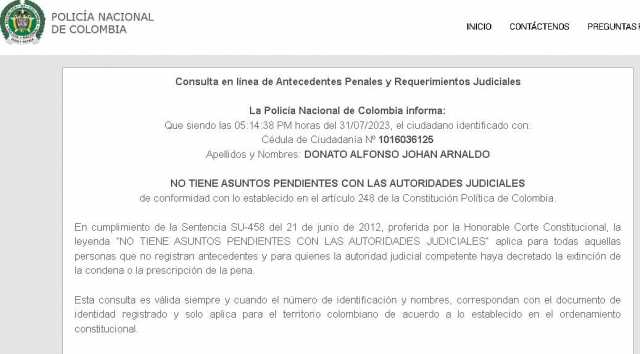 POLICÍA NACIONAL
DE COLOMBIA
INICIO CONTÁCTENOS PREGUNTAS
Consulta en línea de Antecedentes Penales y Requerimientos Judiciales
La Policía Nacional de Colombia informa:
Que siendo las 05:14:38 PM horas del 31/07/2023, el ciudadano identificado con:
Cédula de Ciudadanía Nº 1016036125
Apellidos y Nombres: DONATO ALFONSO JOHAN ARNALDO
NO TIENE ASUNTOS PENDIENTES CON LAS AUTORIDADES JUDICIALES
de conformidad con lo establecido en el artículo 248 de la Constitución Política de Colombia.
En cumplimiento de la Sentencia SU-458 del 21 de junio de 2012, proferida por la Honorable Corte Constitucional, la
leyenda "NO TIENE ASUNTOS PENDIENTES CON LAS AUTORIDADES JUDICIALES" aplica para todas aquellas
personas que no registran antecedentes y para quienes la autoridad judicial competente haya decretado la extinción de
la condena o la prescripción de la pena.
Esta consulta es válida siempre y cuando el número de identificación y nombres, correspondan con el documento de
identidad registrado y solo aplica para el territorio colombiano de acuerdo a lo establecido en el ordenamiento
constitucional.